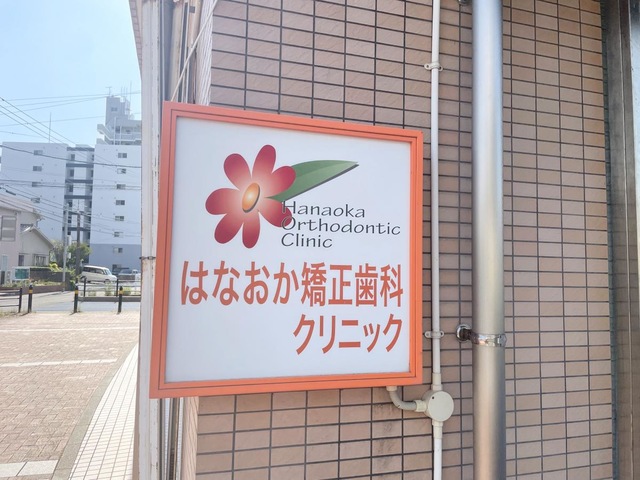 Hanaoka
Orthodontic
Clinic
はなおか矯正歯科
クリニック